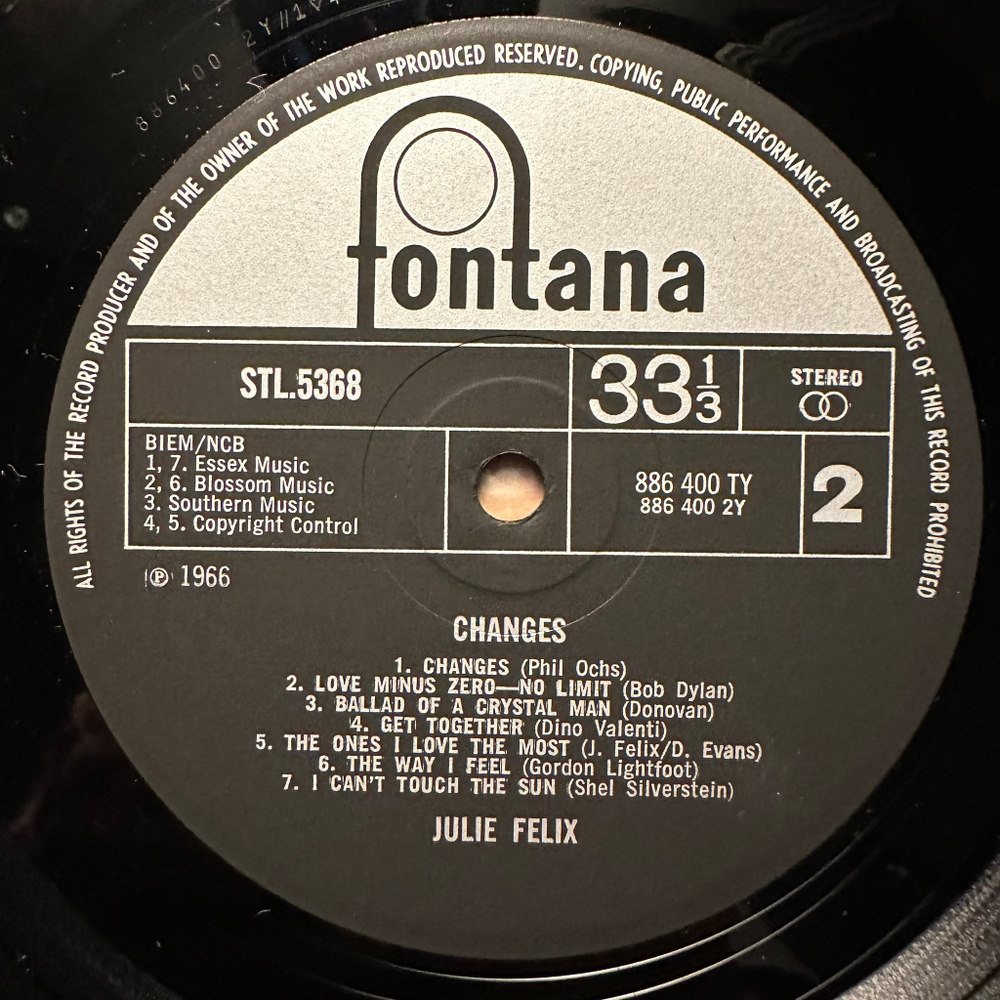 886400 2Y//1
ALL RIGHTS OF THE RECORD PRODUCER AND OF THE OWNER OF THE WORK REPRODUCED RESERVED. COPYING, PUBLIC PERFORMANCE AND BROADCASTING OF THIS RECORD PROHIBITED
fontana
STL.5368
33 1/3
STEREO
BIEM/NCB
1, 7. Essex Music
2, 6. Blossom Music
3. Southern Music
4, 5. Copyright Control
886 400 TY
886 400 2Y
2
℗ 1966
CHANGES
1. CHANGES (Phil Ochs)
2. LOVE MINUS ZERO—NO LIMIT (Bob Dylan)
3. BALLAD OF A CRYSTAL MAN (Donovan)
4. GET TOGETHER (Dino Valenti)
5. THE ONES I LOVE THE MOST (J. Felix/D. Evans)
6. THE WAY I FEEL (Gordon Lightfoot)
7. I CAN'T TOUCH THE SUN (Shel Silverstein)
JULIE FELIX